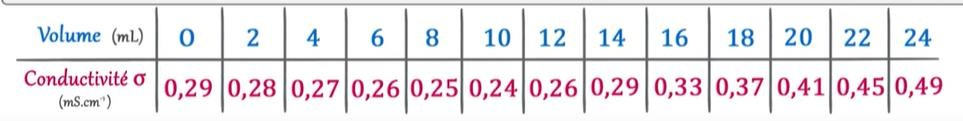 Volume (mL) 0 2 4 6 8 10 12 14 16 18 20 22 24
Conductivité σ 0,29 0,28 0,27 0,26 0,25 0,24 0,26 0,29 0,33 0,37 0,41 0,45 0,49
(mS.cm⁻¹)